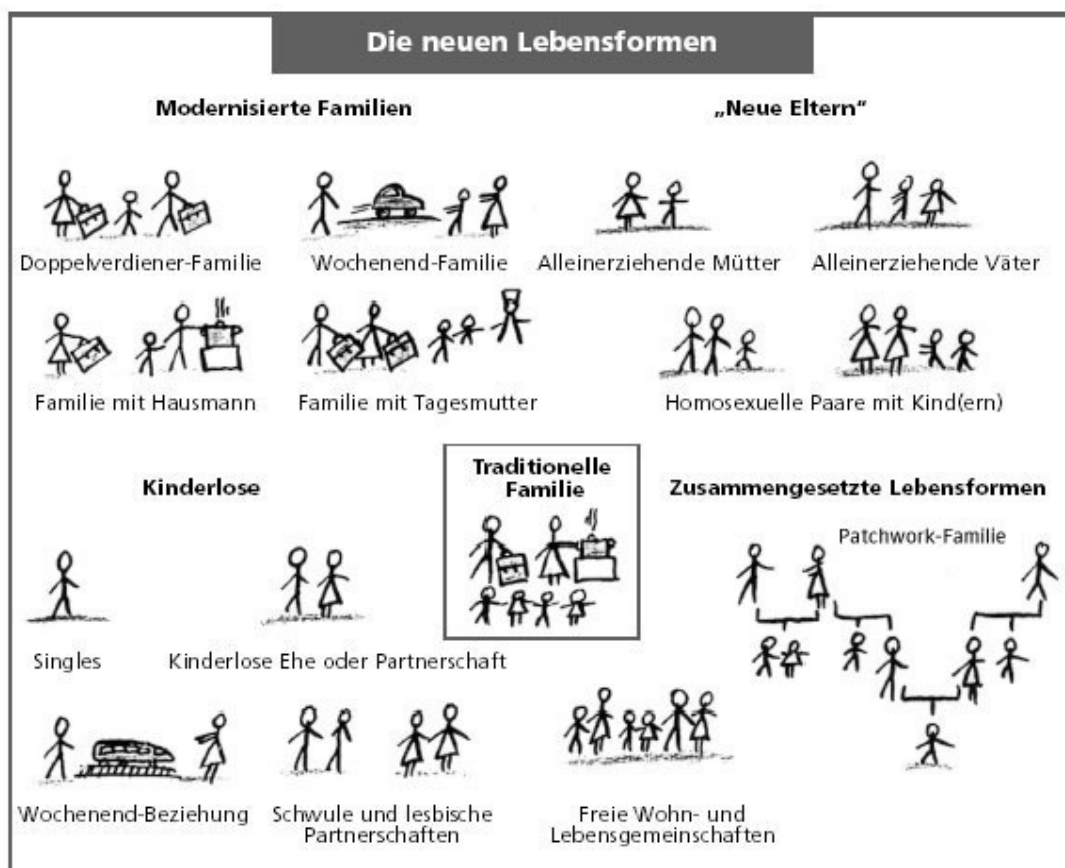 Die neuen Lebensformen
Modernisierte Familien
„Neue Eltern“
Doppelverdiener-Familie
Wochenend-Familie
Alleinerziehende Mütter
Alleinerziehende Väter
Familie mit Hausmann
Familie mit Tagesmutter
Homosexuelle Paare mit Kind(ern)
Kinderlose
Traditionelle
Familie
Zusammengesetzte Lebensformen
Patchwork-Familie
Singles
Kinderlose Ehe oder Partnerschaft
Wochenend-Beziehung
Schwule und lesbische
Partnerschaften
Freie Wohn- und
Lebensgemeinschaften